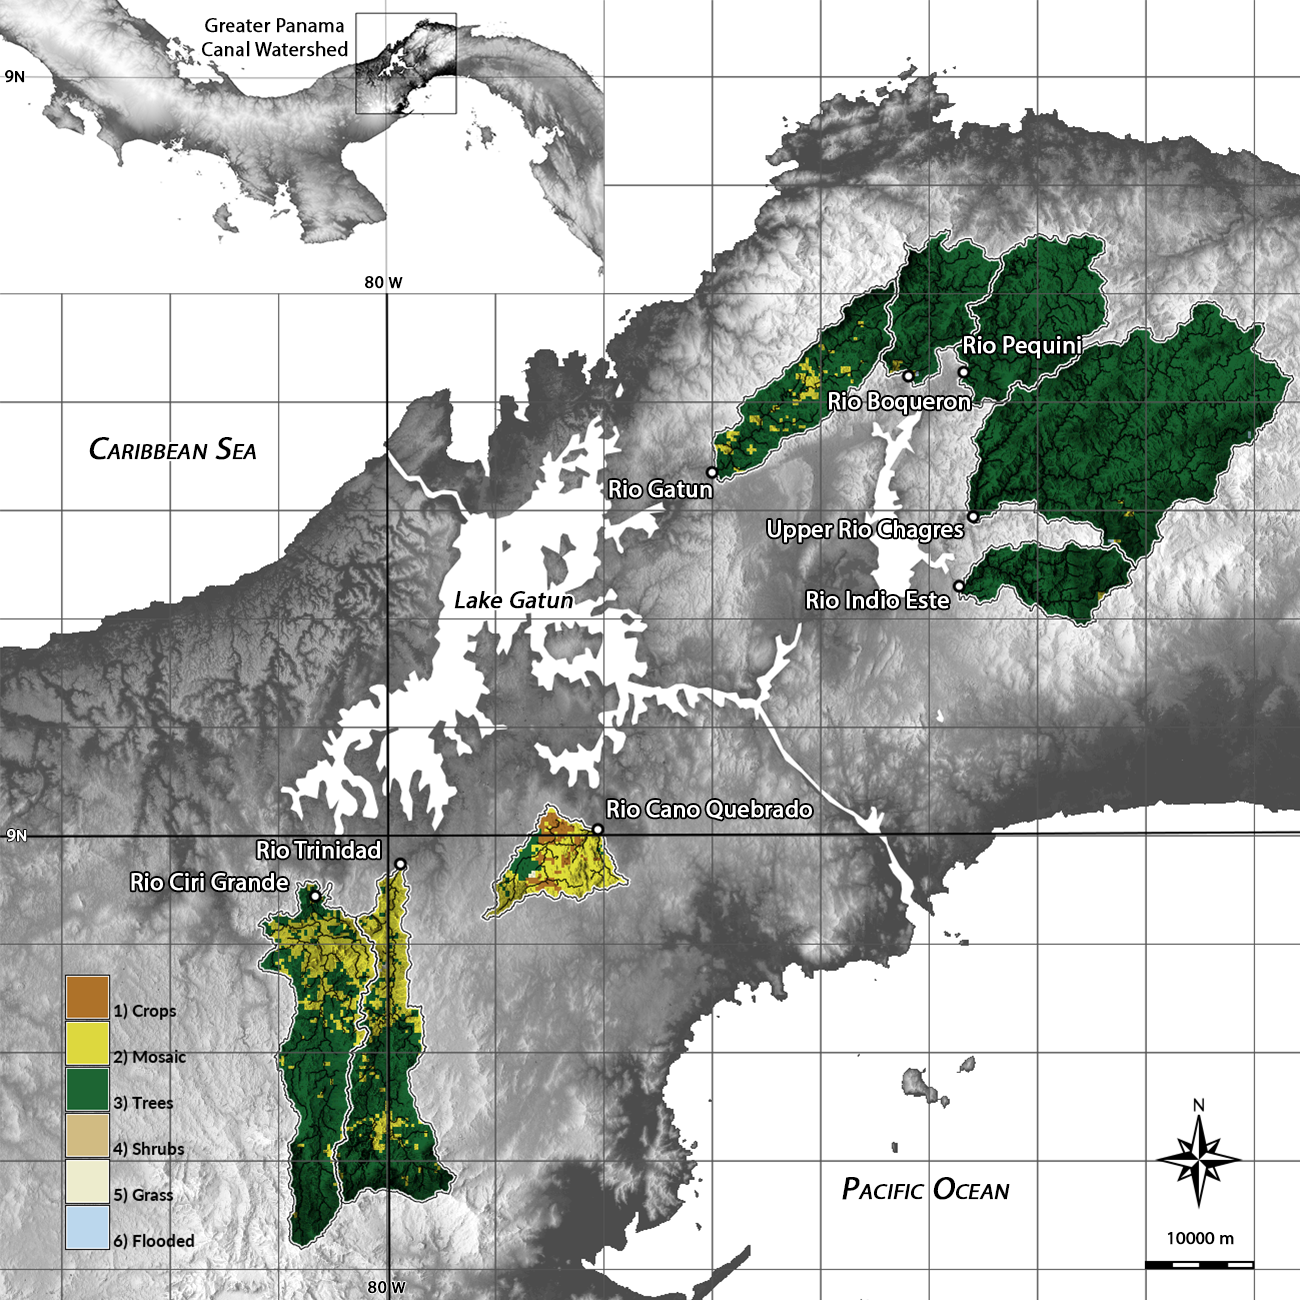 Greater Panama
Canal Watershed
9N
80 W
Rio Pequini
Rio Boqueron
Caribbean Sea
Rio Gatun
Upper Rio Chagres
Lake Gatun
Rio Indio Este
Rio Cano Quebrado
9N
Rio Trinidad
Rio Ciri Grande
1) Crops
2) Mosaic
3) Trees
4) Shrubs
5) Grass
6) Flooded
N
Pacific Ocean
10000 m
80 W